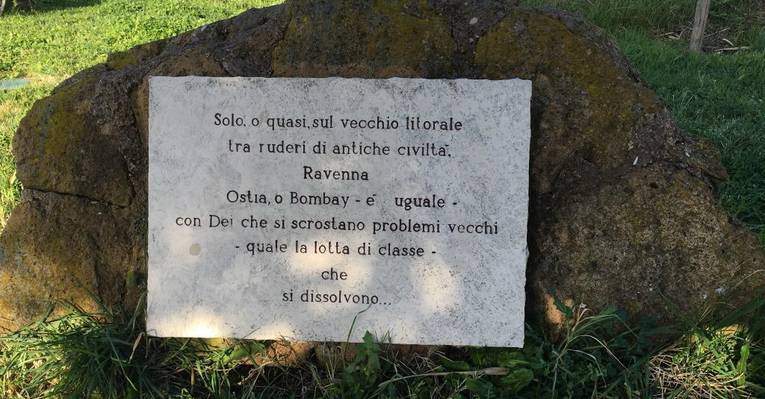 Solo, o quasi, sul vecchio litorale
tra ruderi di antiche civiltà,
Ravenna
Ostia, o Bombay - è uguale -
con Dei che si scrostano problemi vecchi
- quale la lotta di classe -
che
si dissolvono...